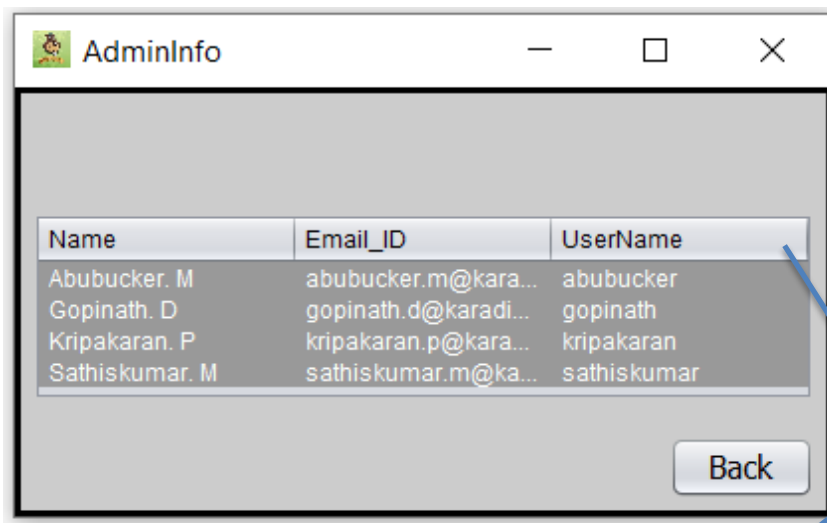 AdminInfo
Name Email_ID UserName
Abubucker. M abubucker.m@kara... abubucker
Gopinath. D gopinath.d@karadi... gopinath
Kripakaran. P kripakaran.p@kara... kripakaran
Sathiskumar. M sathiskumar.m@ka... sathiskumar
Back